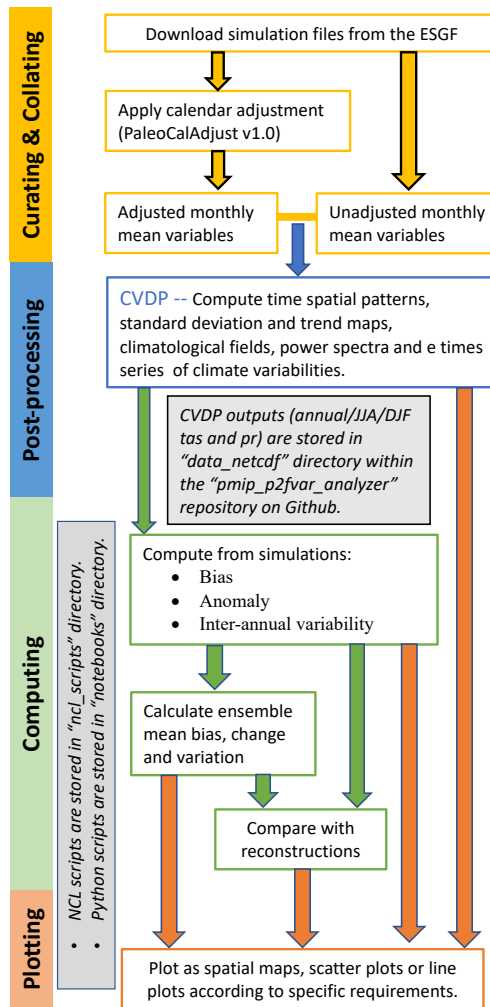 Curating & Collating
Download simulation files from the ESGF
Apply calendar adjustment
(PaleoCalAdjust v1.0)
Adjusted monthly
mean variables
Unadjusted monthly
mean variables
Post-processing
CVDP -- Compute time spatial patterns,
standard deviation and trend maps,
climatological fields, power spectra and e times
series of climate variabilities.
CVDP outputs (annual/JJA/DJF
tas and pr) are stored in
“data_netcdf” directory within
the “pmip_p2fvar_analyzer”
repository on Github.
Computing
• NCL scripts are stored in “ncl_scripts” directory.
• Python scripts are stored in “notebooks” directory.
Compute from simulations:
• Bias
• Anomaly
• Inter-annual variability
Calculate ensemble
mean bias, change
and variation
Compare with
reconstructions
Plotting
Plot as spatial maps, scatter plots or line
plots according to specific requirements.